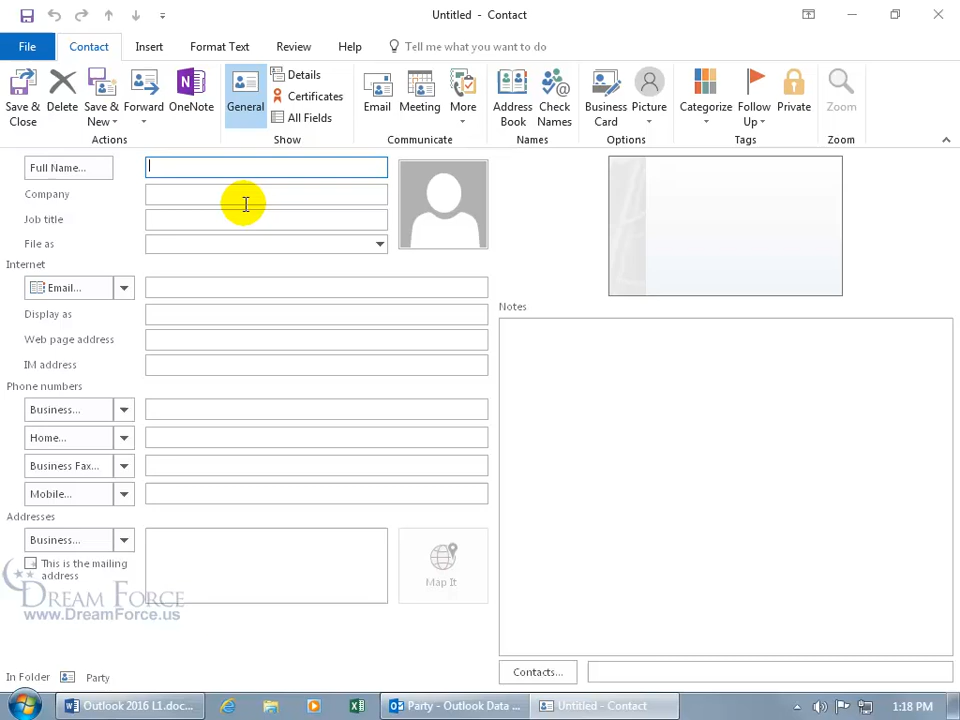 Untitled - Contact
File Contact Insert Format Text Review Help Tell me what you want to do
Save & Close Delete Save & New Forward OneNote General Details Certificates All Fields Email Meeting More Address Book Check Names Business Card Picture Categorize Follow Up Private Zoom
Actions Show Communicate Names Options Tags Zoom
Full Name...
Company
Job title
File as
Internet
Email...
Display as
Web page address
IM address
Phone numbers
Business...
Home...
Business Fax...
Mobile...
Addresses
Business...
This is the mailing
address
Map It
Notes
DREAM FORCE
www.DreamForce.us
Contacts...
In Folder Party
Outlook 2016 L1.doc... Party - Outlook Data ... Untitled - Contact 1:18 PM